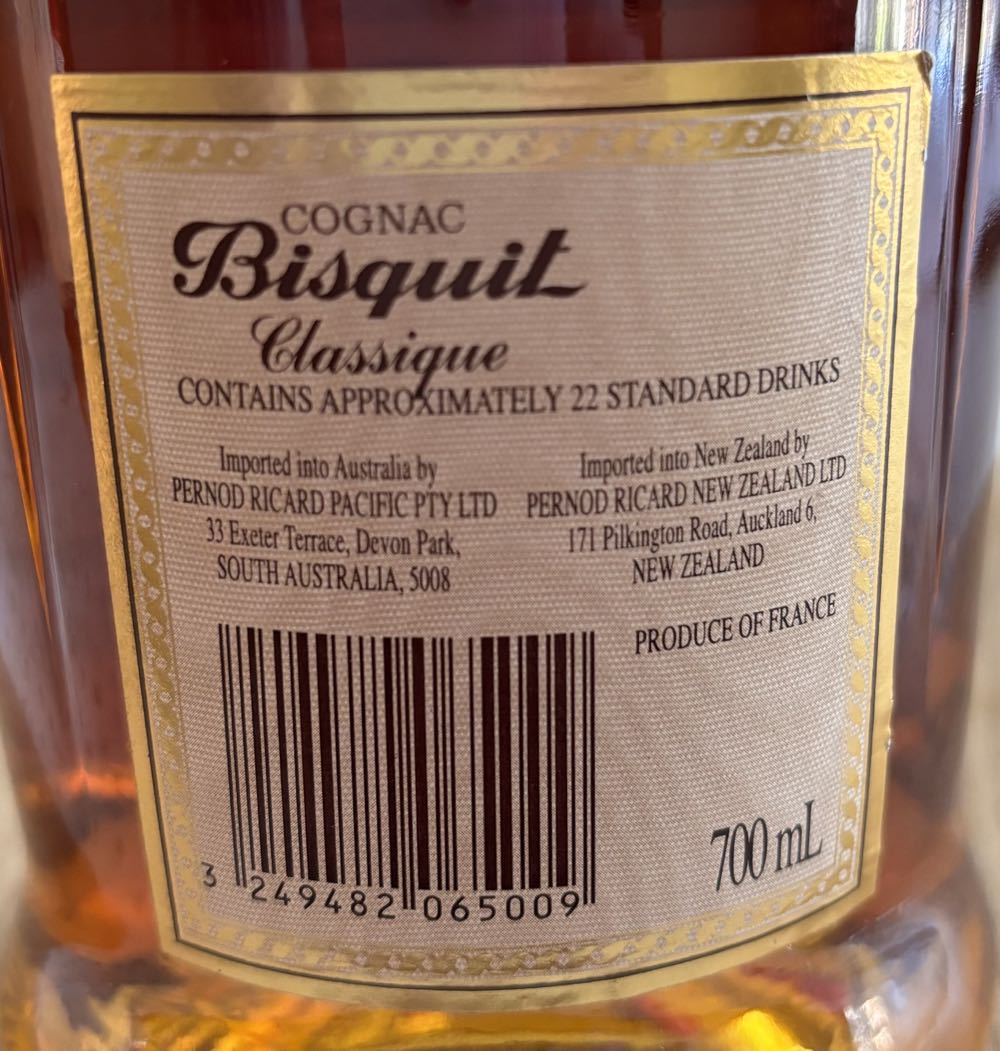 COGNAC
Bisquit
Classique
CONTAINS APPROXIMATELY 22 STANDARD DRINKS
Imported into Australia by
PERNOD RICARD PACIFIC PTY LTD
33 Exeter Terrace, Devon Park,
SOUTH AUSTRALIA, 5008
Imported into New Zealand by
PERNOD RICARD NEW ZEALAND LTD
171 Pilkington Road, Auckland 6,
NEW ZEALAND
PRODUCE OF FRANCE
700 mL
3 249482 065009